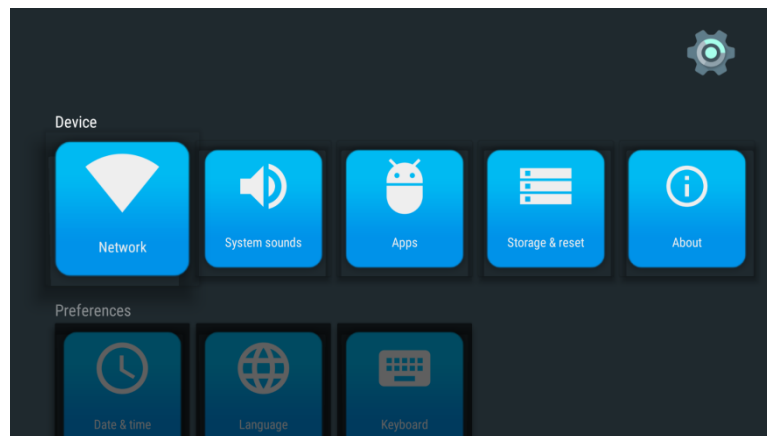 Device
Network
System sounds
Apps
Storage & reset
About
Preferences
Date & time
Language
Keyboard